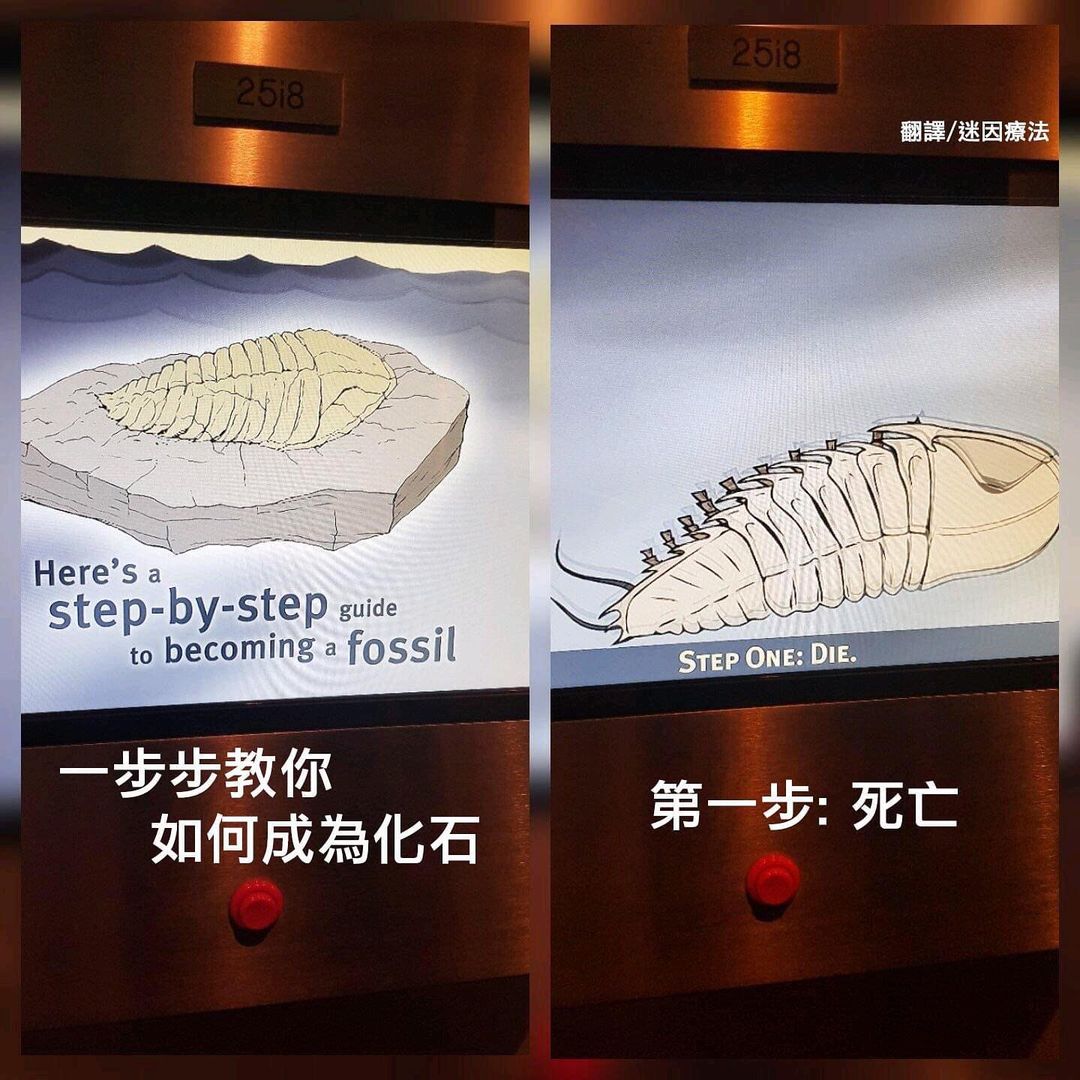 25i8
Here's a
step-by-step guide
to becoming a fossil
一步步教你
如何成為化石
25i8
翻譯/迷因療法
STEP ONE: DIE.
第一步: 死亡